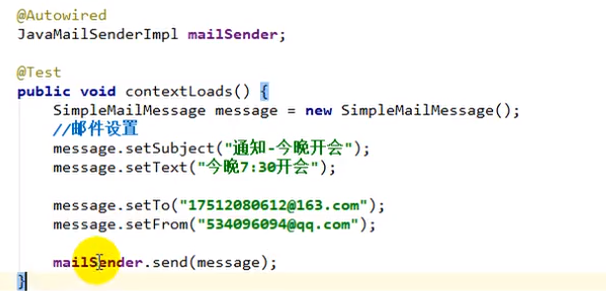 @Autowired
JavaMailSenderImpl mailSender;
@Test
public void contextLoads() {
SimpleMailMessage message = new SimpleMailMessage();
//邮件设置
message.setSubject("通知-今晚开会");
message.setText("今晚7:30开会");
message.setTo("17512080612@163.com");
message.setFrom("534096094@qq.com");
mailSender.send(message);
}